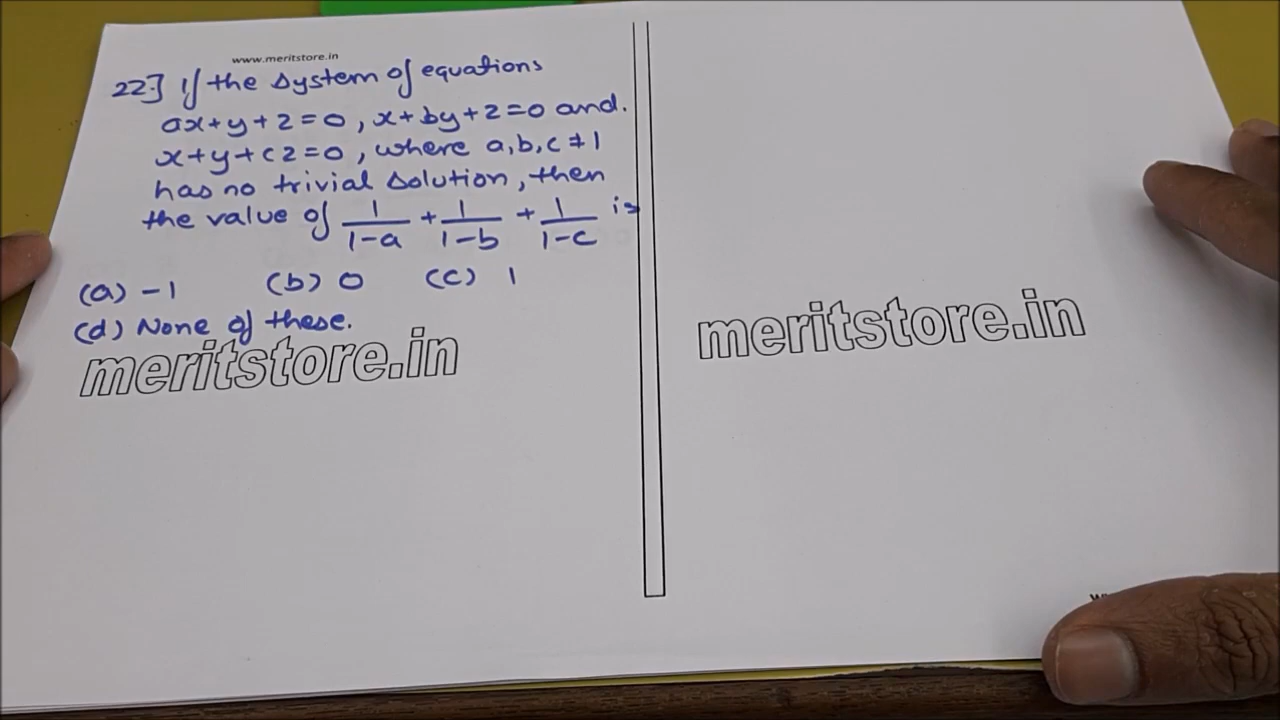 www.meritstore.in
22] If the system of equations
ax+y+z=0, x+by+z=0 and.
x+y+cz=0, where a,b,c≠1
has no trivial solution, then
the value of 1/1-a + 1/1-b + 1/1-c is
(a) -1 (b) 0 (c) 1
(d) None of these.
meritstore.in
meritstore.in